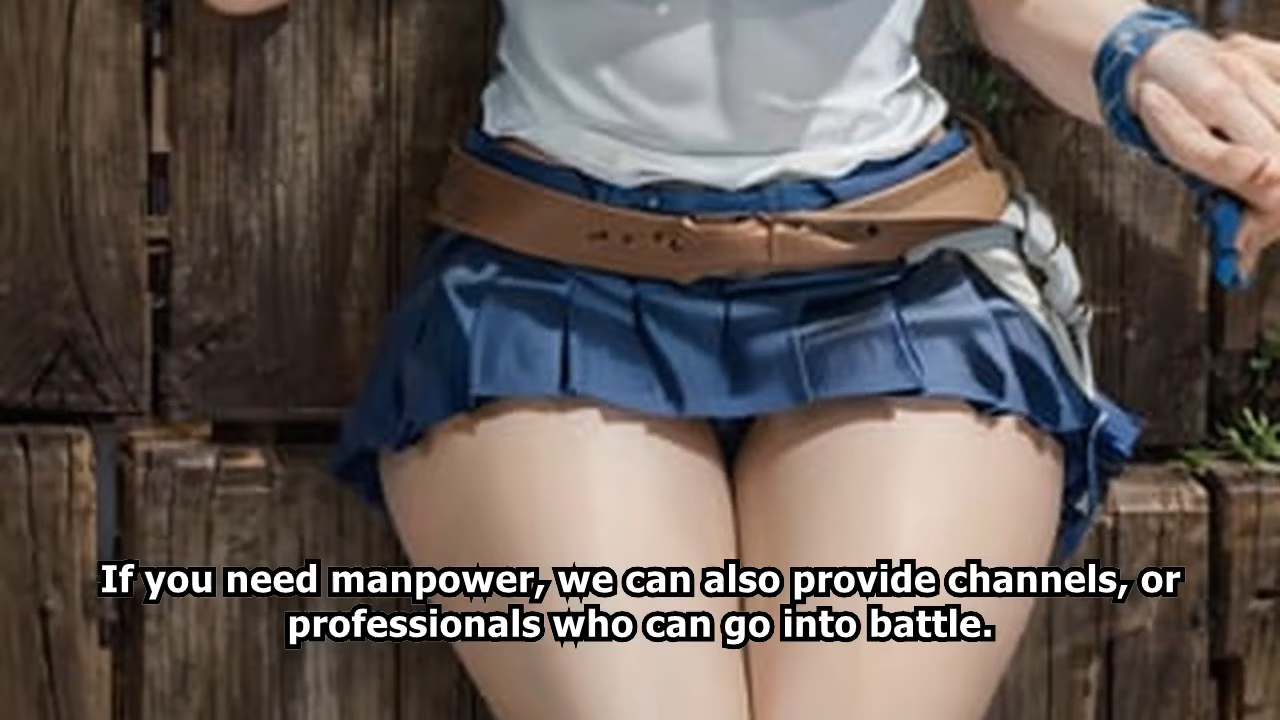 If you need manpower, we can also provide channels, or
professionals who can go into battle.